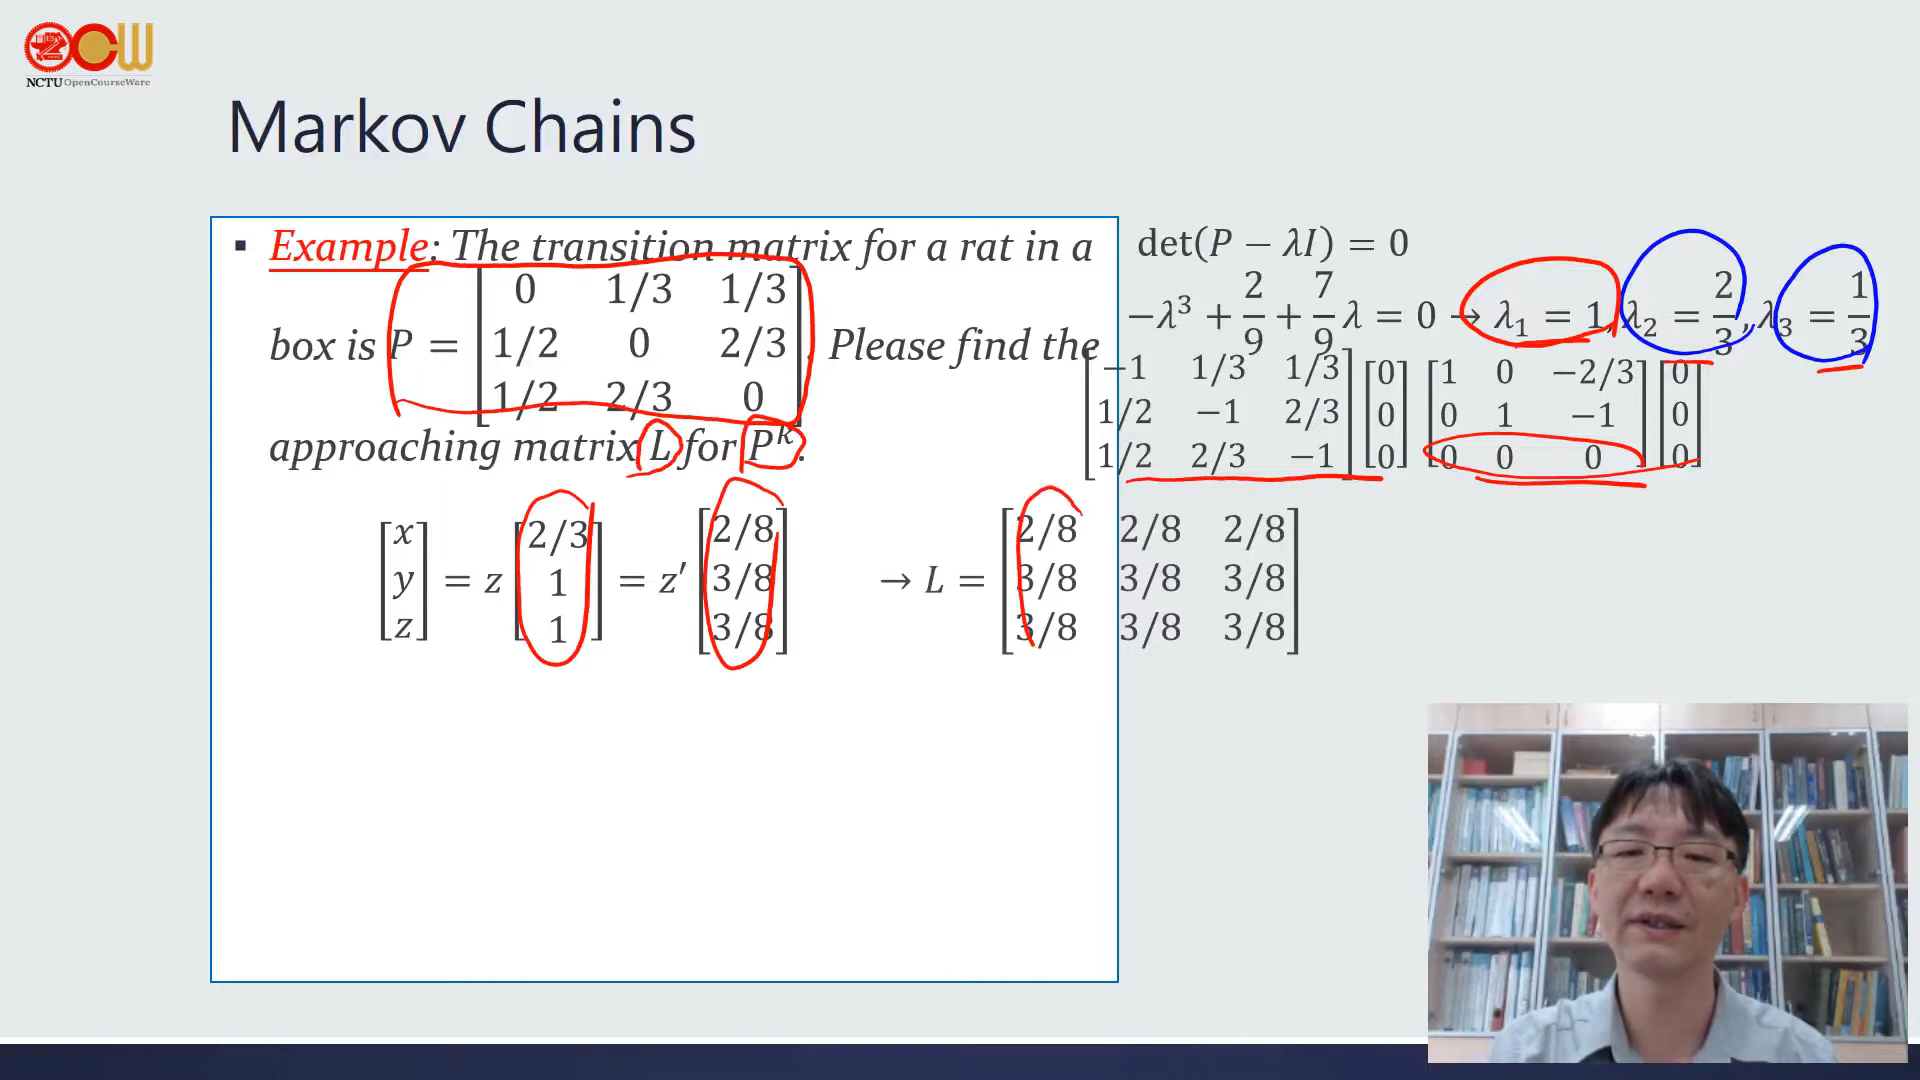 NCTU OpenCourseWare
Markov Chains
▪ Example: The transition matrix for a rat in a
box is P = [0 1/3 1/3
1/2 0 2/3
1/2 2/3 0]. Please find the
approaching matrix L for P^k.
det(P − λI) = 0
−λ³ + 2/9 + 7/9 λ = 0 → λ₁ = 1, λ₂ = 2/3, λ₃ = 1/3
[−1 1/3 1/3] [0] [1 0 −2/3] [0]
[1/2 −1 2/3] [0] [0 1 −1] [0]
[1/2 2/3 −1] [0] [0 0 0] [0]
[x y z] = z [2/3 1 1] = z′ [2/8 3/8 3/8] → L = [2/8 2/8 2/8
3/8 3/8 3/8
3/8 3/8 3/8]